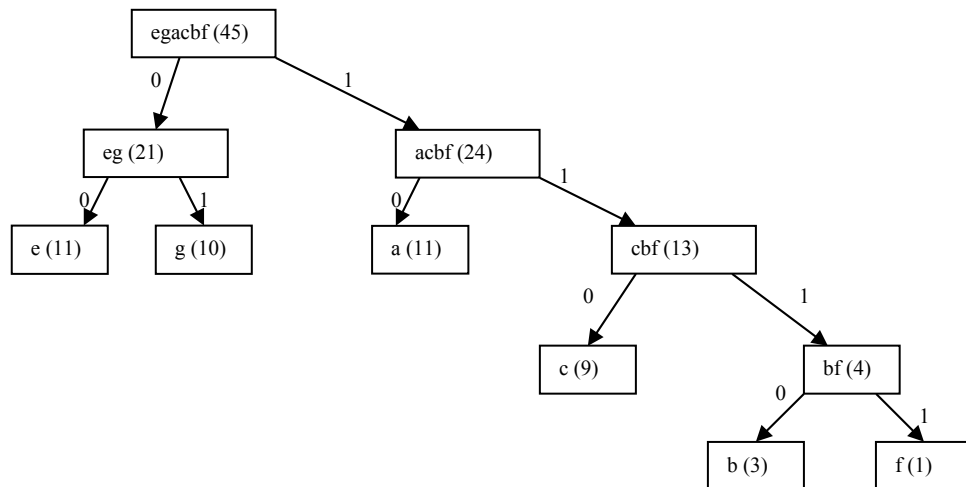 egacbf (45)
0
1
eg (21)
acbf (24)
0
1
0
1
e (11)
g (10)
a (11)
cbf (13)
0
1
c (9)
bf (4)
0
1
b (3)
f (1)